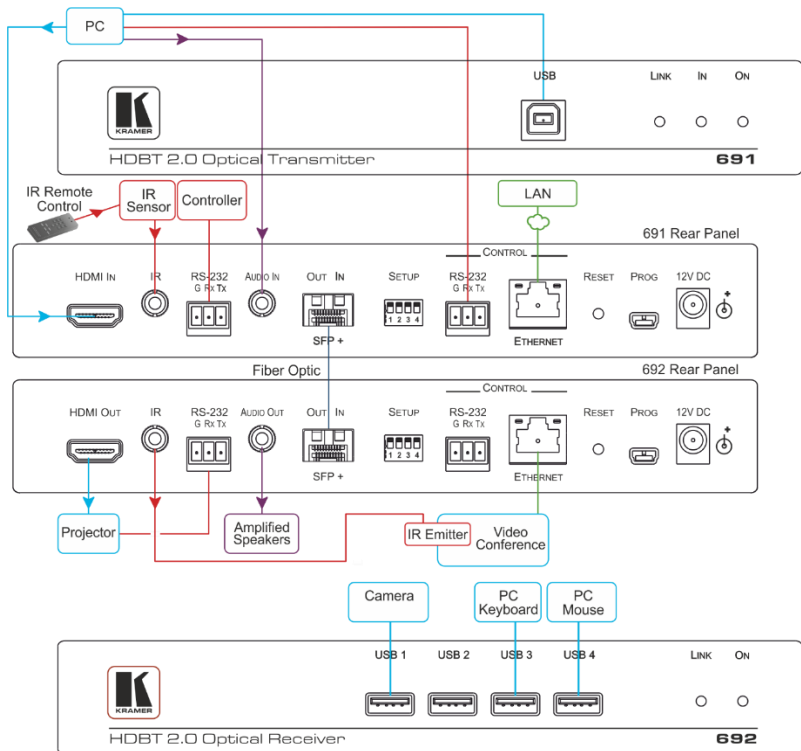 PC
USB
LINK IN ON
K
KRAMER
HDBT 2.0 Optical Transmitter
691
IR Remote
Control
IR
Sensor
Controller
LAN
691 Rear Panel
CONTROL
HDMI IN
IR
RS-232
G Rx Tx
AUDIO IN
OUT IN
SETUP
RS-232
G Rx Tx
RESET
PROG
12V DC
+
1 2 3 4
SFP +
ETHERNET
Fiber Optic
692 Rear Panel
CONTROL
HDMI OUT
IR
RS-232
G Rx Tx
AUDIO OUT
OUT IN
SETUP
RS-232
G Rx Tx
RESET
PROG
12V DC
+
1 2 3 4
SFP +
ETHERNET
Projector
Amplified
Speakers
IR Emitter
Video
Conference
Camera
PC
Keyboard
PC
Mouse
USB 1
USB 2
USB 3
USB 4
LINK
ON
K
KRAMER
HDBT 2.0 Optical Receiver
692